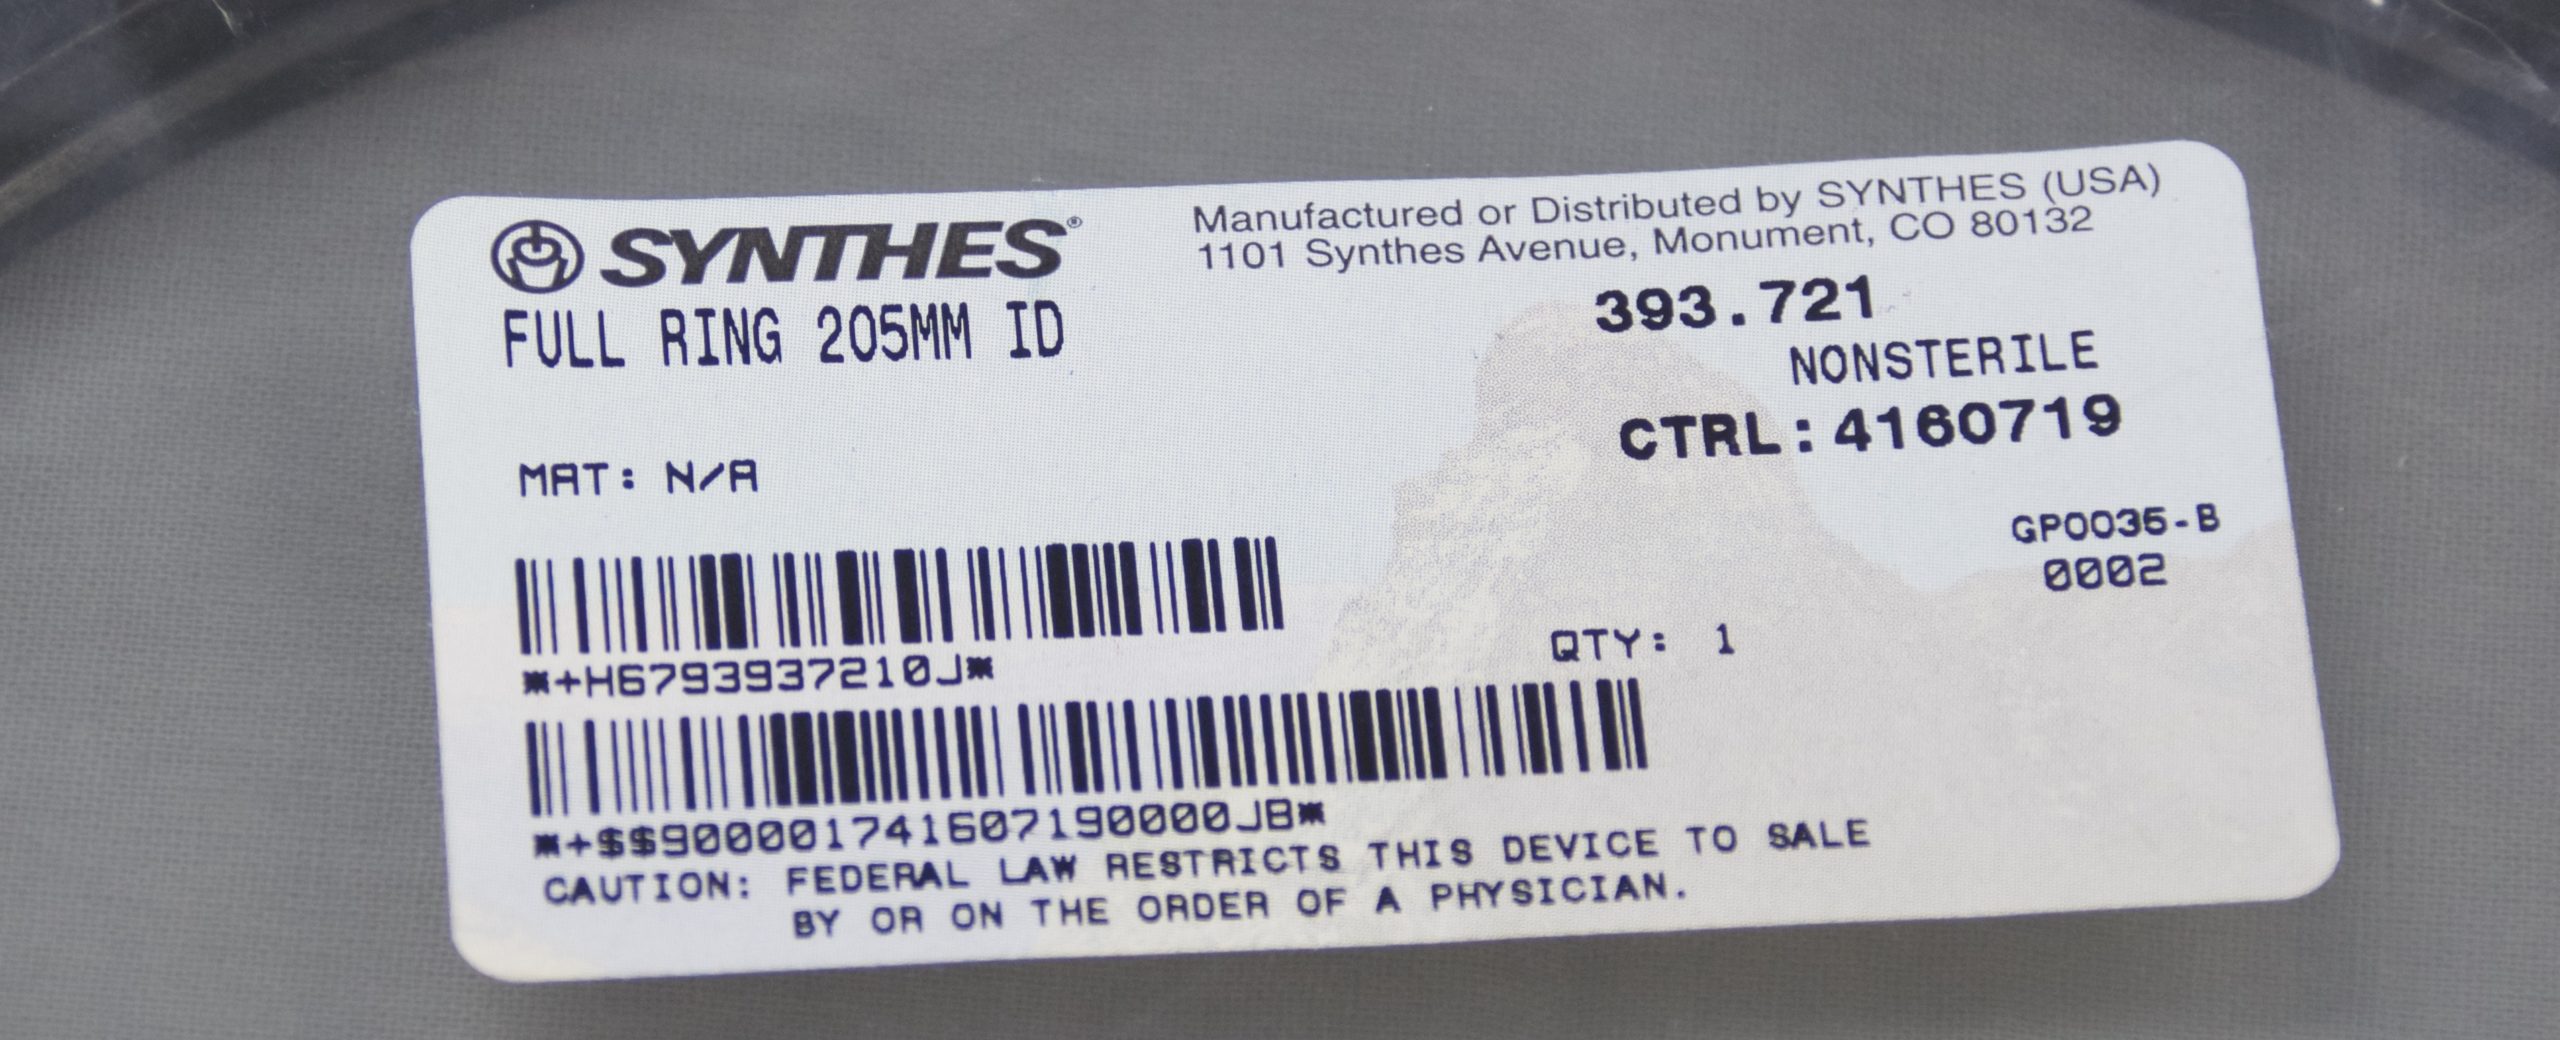 SYNTHES®
Manufactured or Distributed by SYNTHES (USA)
1101 Synthes Avenue, Monument, CO 80132
FULL RING 205MM ID
393.721
NONSTERILE
CTRL: 4160719
MAT: N/A
GP0035-B
0002
*+H6793937210J*
QTY: 1
*+$$9000001741607190000JB*
CAUTION: FEDERAL LAW RESTRICTS THIS DEVICE TO SALE
BY OR ON THE ORDER OF A PHYSICIAN.